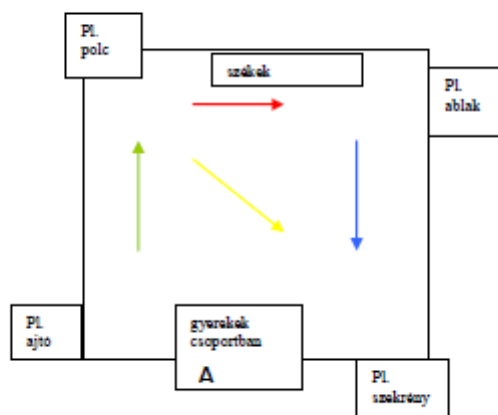 Pl.
polc
székek
Pl.
ablak
Pl.
ajtó
gyerekek
csoportban
A
Pl.
szekrény